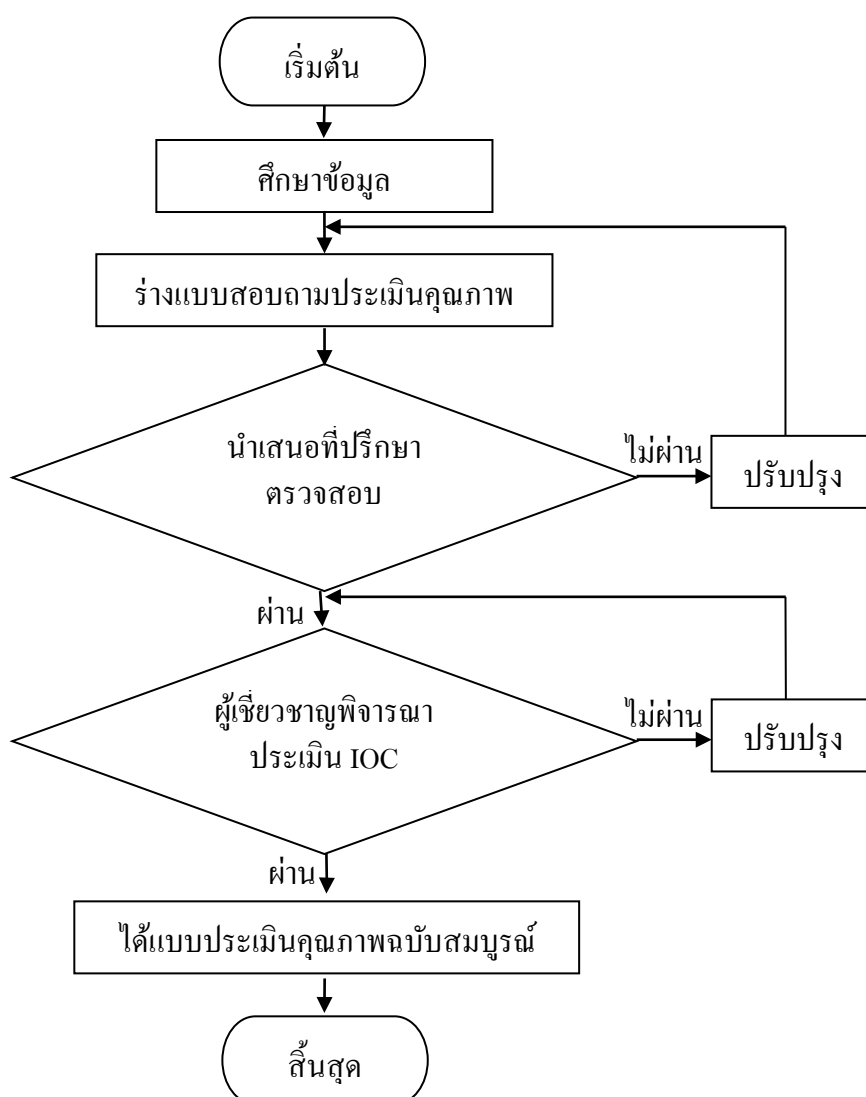 เริ่มต้น
ศึกษาข้อมูล
ร่างแบบสอบถามประเมินคุณภาพ
นำเสนอที่ปรึกษา
ตรวจสอบ
ไม่ผ่าน
ปรับปรุง
ผ่าน
ผู้เชี่ยวชาญพิจารณา
ประเมิน IOC
ไม่ผ่าน
ปรับปรุง
ผ่าน
ได้แบบประเมินคุณภาพฉบับสมบูรณ์
สิ้นสุด